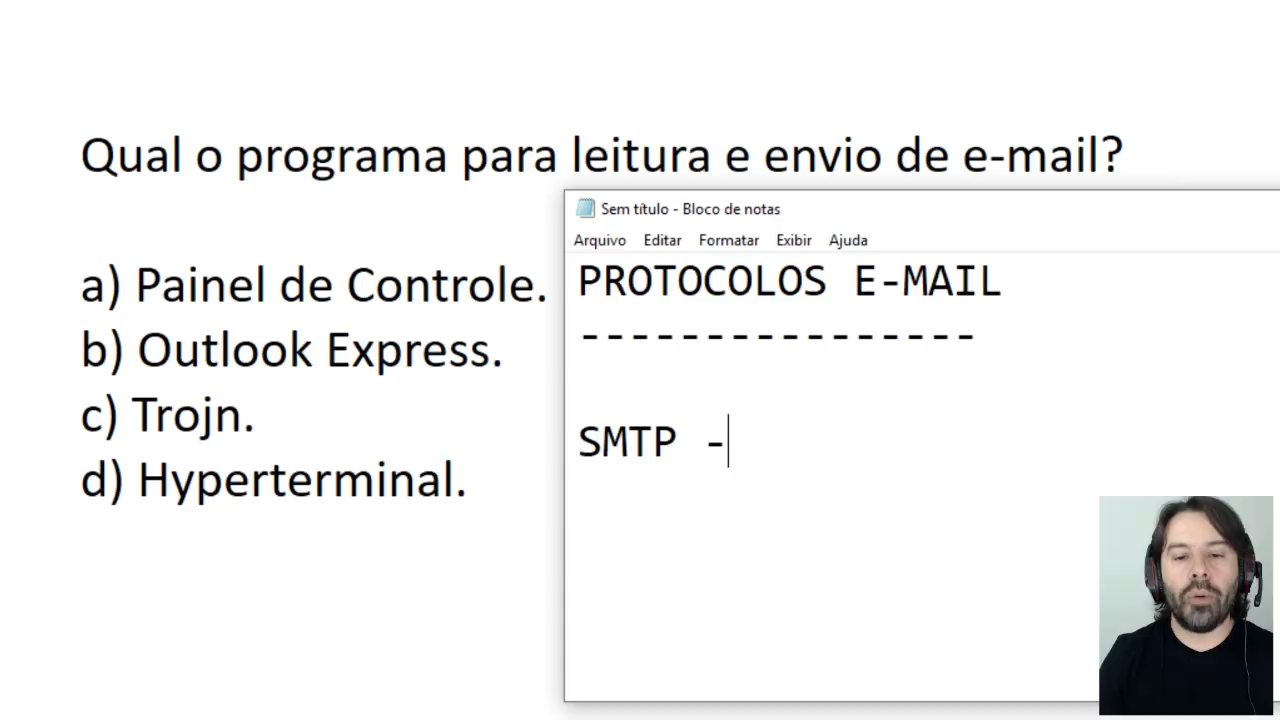 Qual o programa para leitura e envio de e-mail?
a) Painel de Controle.
b) Outlook Express.
c) Trojn.
d) Hyperterminal.
Sem título - Bloco de notas
Arquivo Editar Formatar Exibir Ajuda
PROTOCOLOS E-MAIL
----------------
SMTP -